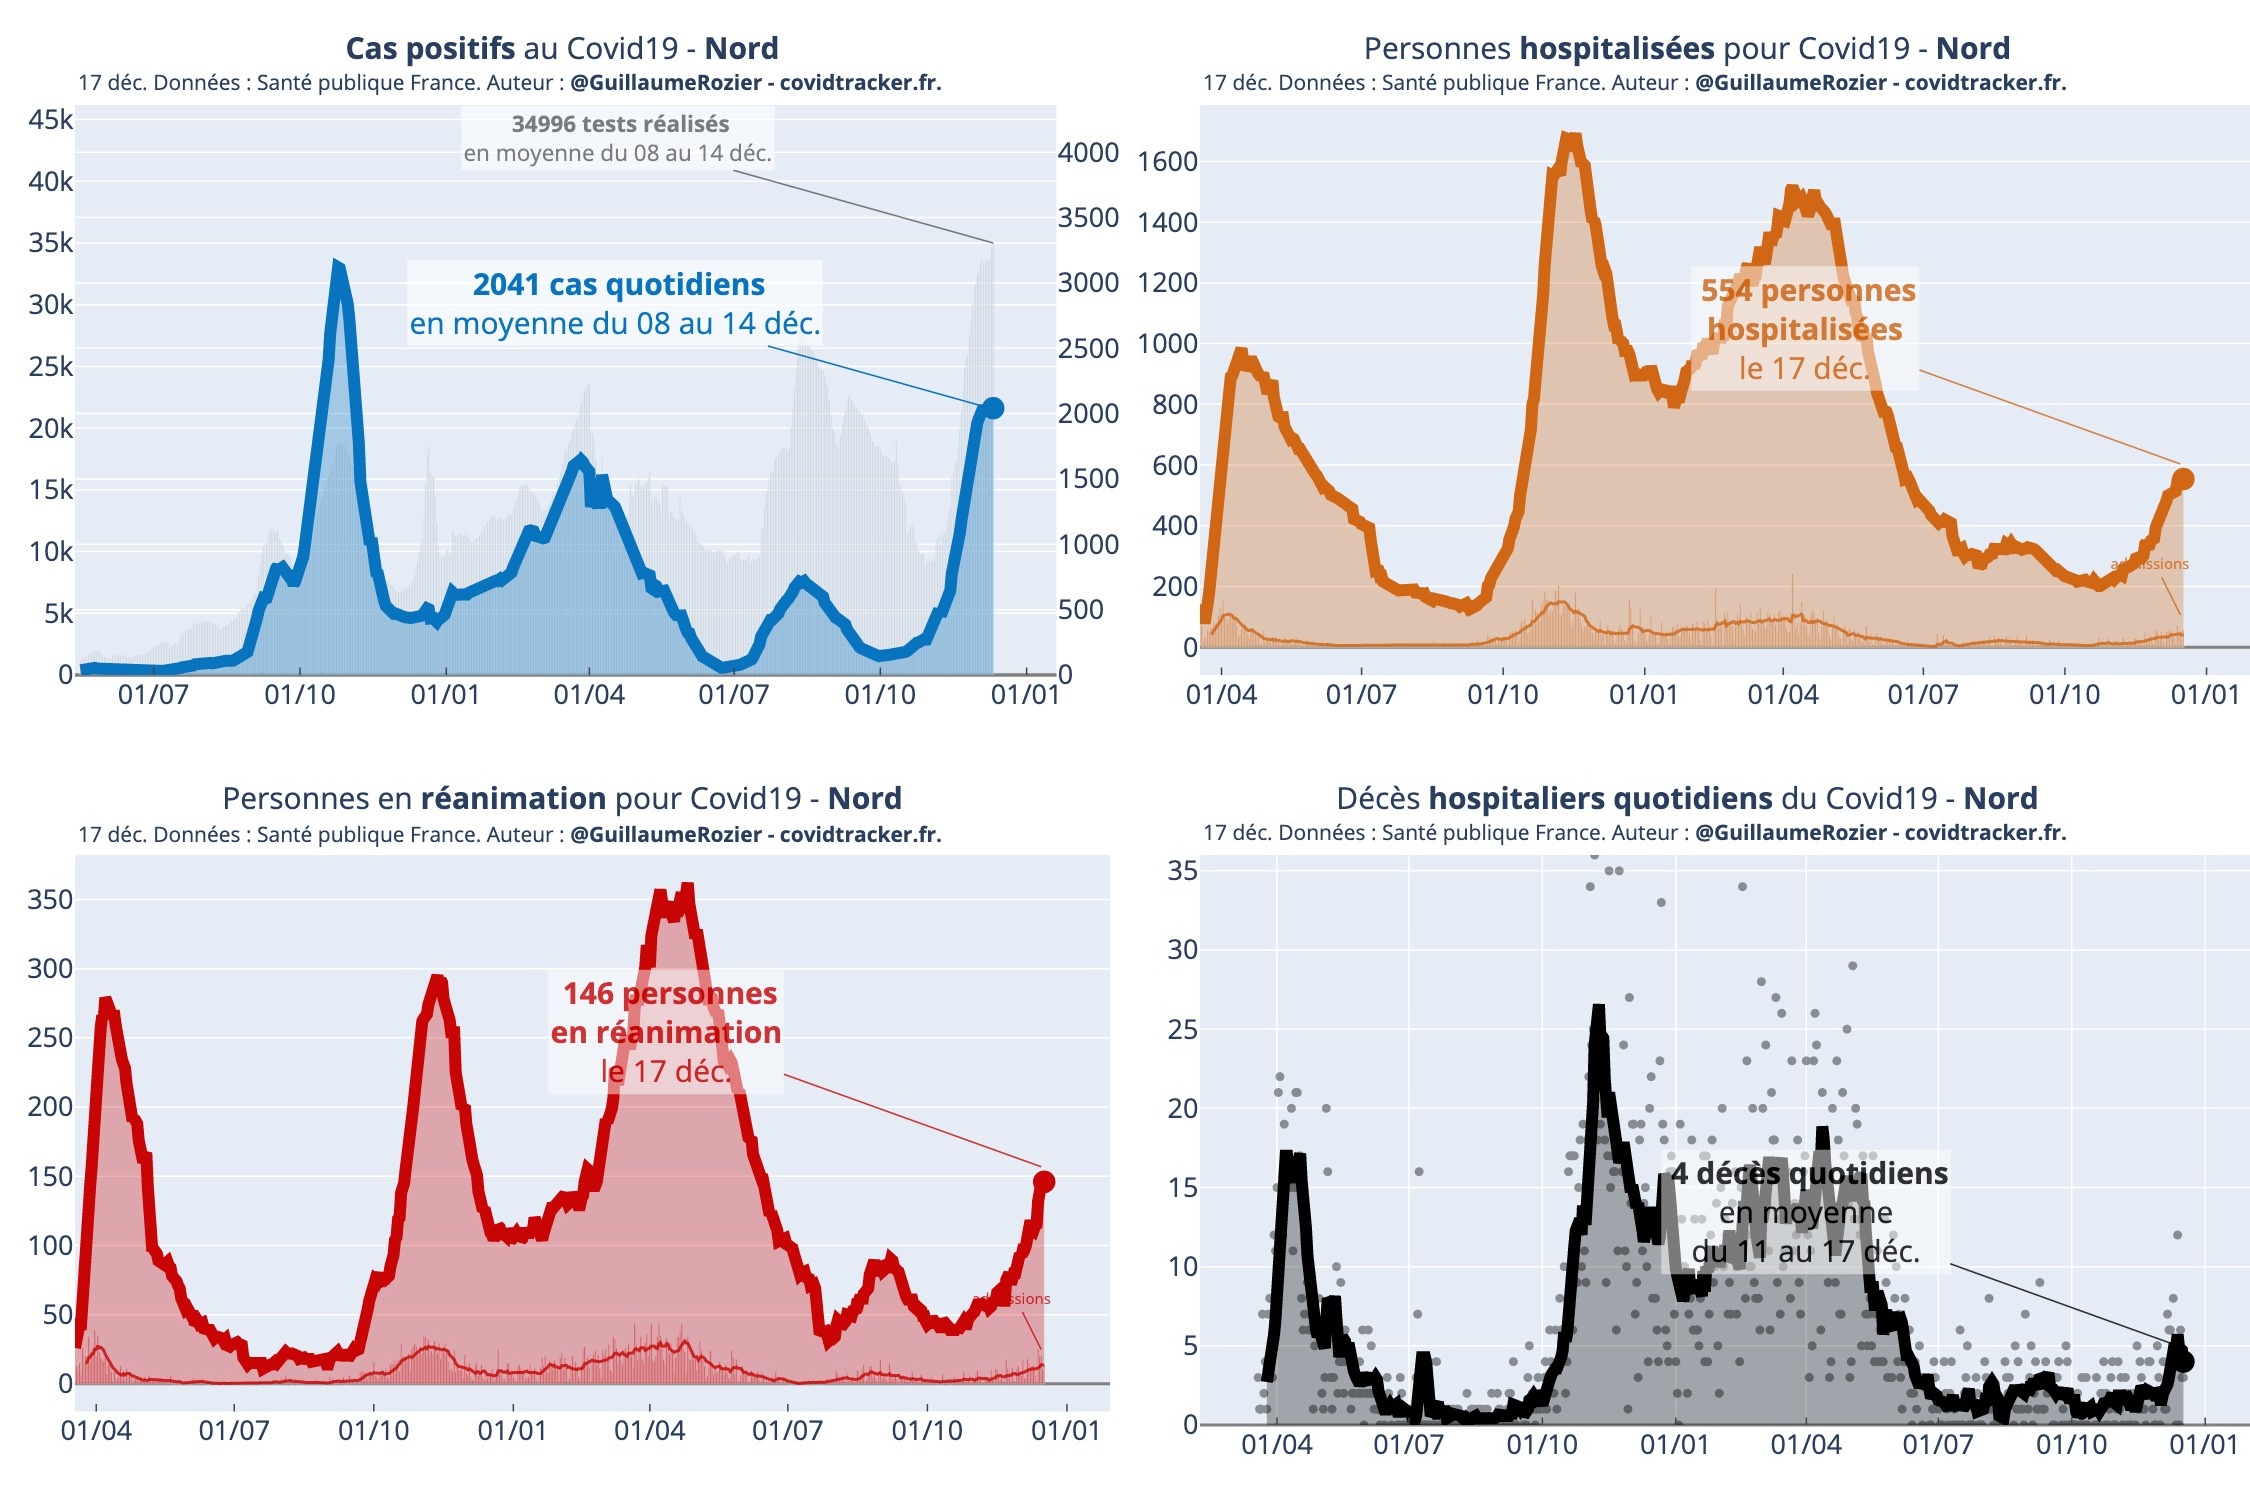 Cas positifs au Covid19 - Nord
17 déc. Données : Santé publique France. Auteur : @GuillaumeRozier - covidtracker.fr.
34996 tests réalisés
en moyenne du 08 au 14 déc.
2041 cas quotidiens
en moyenne du 08 au 14 déc.
45k
40k
35k
30k
25k
20k
15k
10k
5k
0
4000
3500
3000
2500
2000
1500
1000
500
0
01/07 01/10 01/01 01/04 01/07 01/10 01/01
Personnes hospitalisées pour Covid19 - Nord
17 déc. Données : Santé publique France. Auteur : @GuillaumeRozier - covidtracker.fr.
554 personnes
hospitalisées
le 17 déc.
admissions
1600
1400
1200
1000
800
600
400
200
0
01/04 01/07 01/10 01/01 01/04 01/07 01/10 01/01
Personnes en réanimation pour Covid19 - Nord
17 déc. Données : Santé publique France. Auteur : @GuillaumeRozier - covidtracker.fr.
146 personnes
en réanimation
le 17 déc.
admissions
350
300
250
200
150
100
50
0
01/04 01/07 01/10 01/01 01/04 01/07 01/10 01/01
Décès hospitaliers quotidiens du Covid19 - Nord
17 déc. Données : Santé publique France. Auteur : @GuillaumeRozier - covidtracker.fr.
4 décès quotidiens
en moyenne
du 11 au 17 déc.
35
30
25
20
15
10
5
0
01/04 01/07 01/10 01/01 01/04 01/07 01/10 01/01